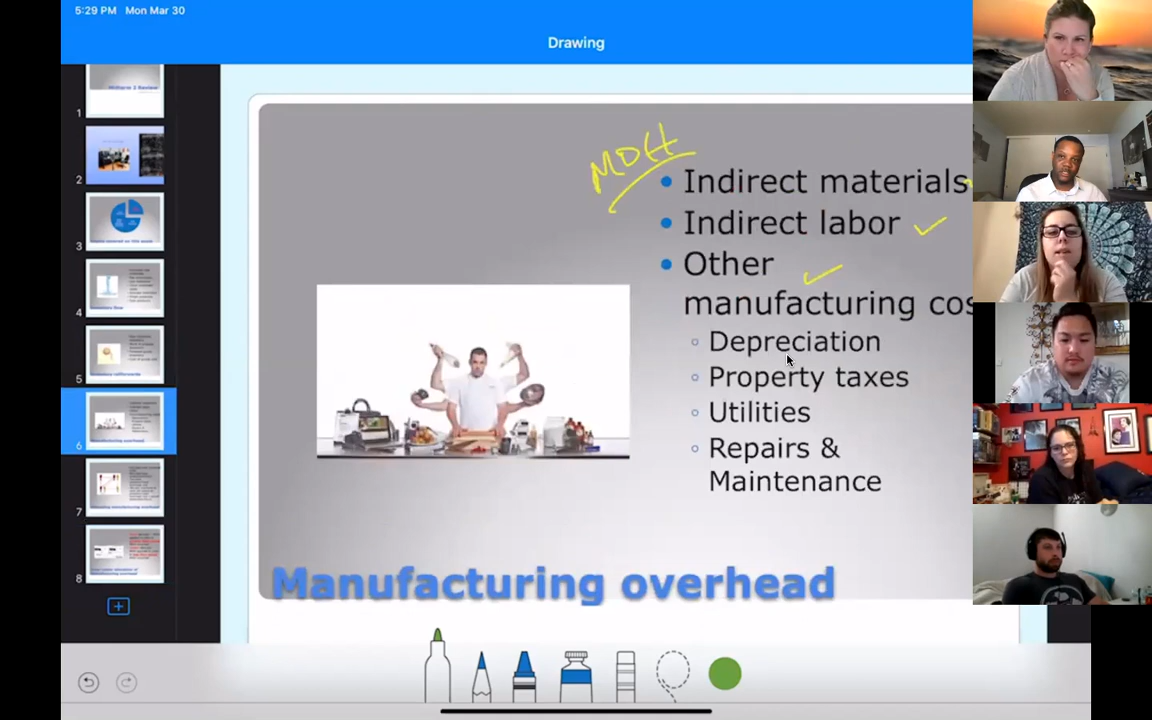 5:29 PM Mon Mar 30
Drawing
1
2
3
4
5
6
7
8
MOH
• Indirect materials
• Indirect labor
• Other
manufacturing cos
◦ Depreciation
◦ Property taxes
◦ Utilities
◦ Repairs &
Maintenance
Manufacturing overhead